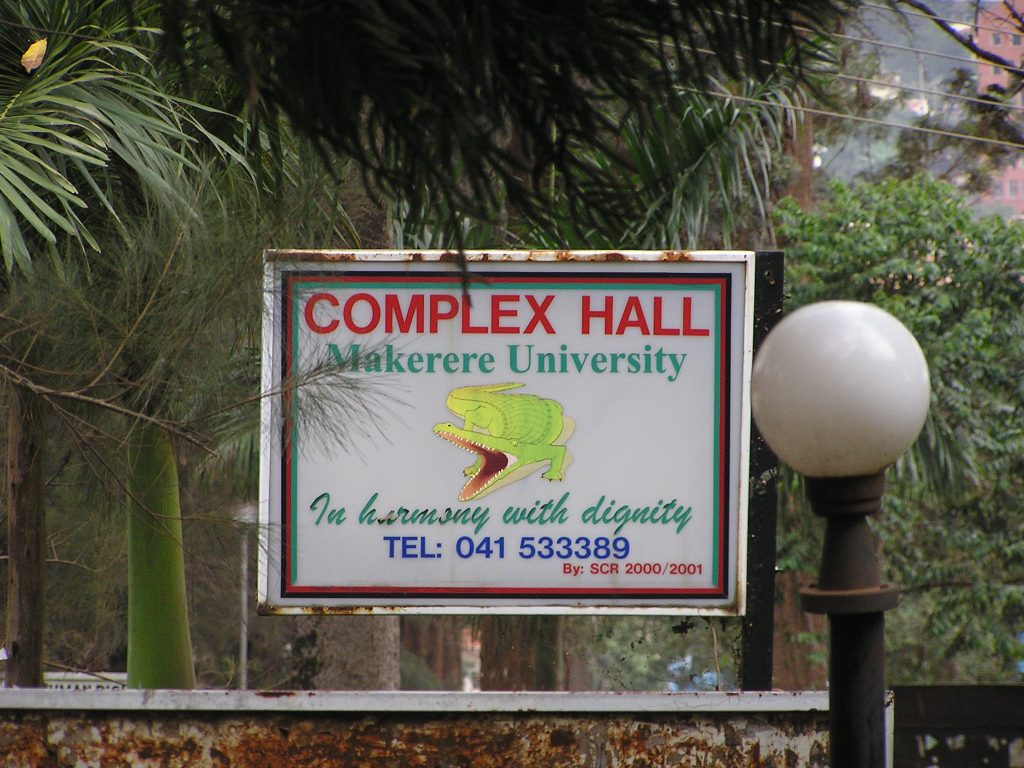 COMPLEX HALL
Makerere University
In harmony with dignity
TEL: 041 533389
By: SCR 2000/2001